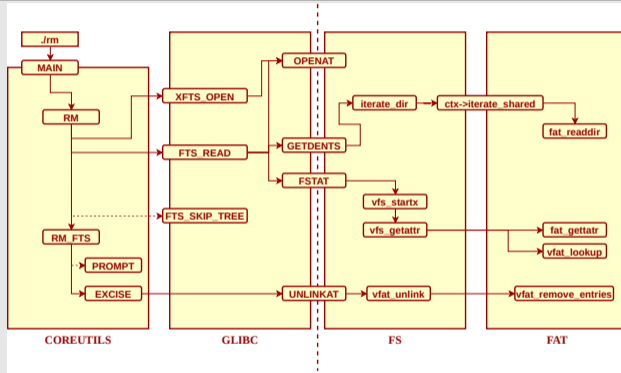 ./rm
MAIN
OPENAT
XFTS_OPEN
iterate_dir
ctx->iterate_shared
RM
fat_readdir
GETDENTS
FTS_READ
FSTAT
vfs_startx
FTS_SKIP_TREE
vfs_getattr
fat_gettatr
RM_FTS
vfat_lookup
PROMPT
EXCISE
UNLINKAT
vfat_unlink
vfat_remove_entries
COREUTILS
GLIBC
FS
FAT